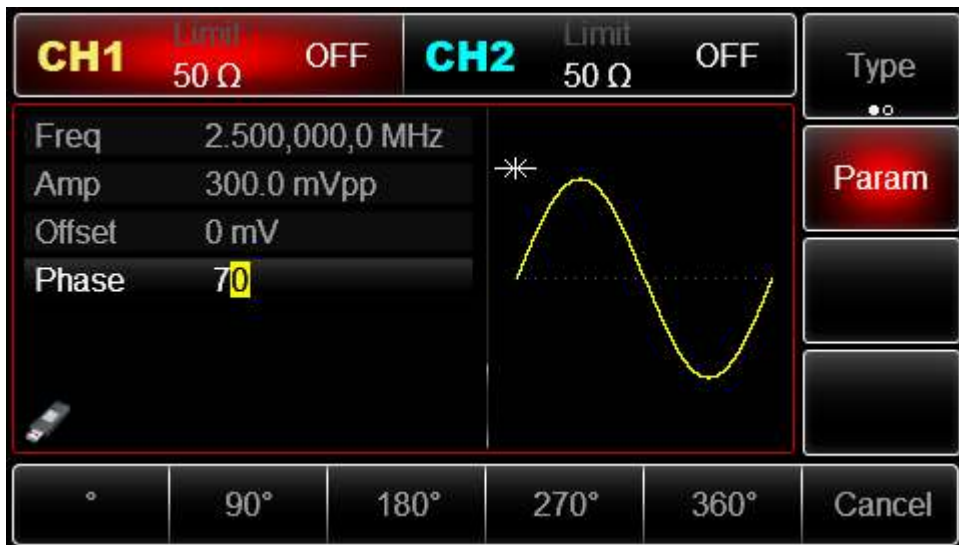 CH1 Limit 50 Ω OFF
CH2 Limit 50 Ω OFF
Type
Freq 2.500,000,0 MHz
Amp 300.0 mVpp
Offset 0 mV
Phase 70
Param
° 90° 180° 270° 360° Cancel